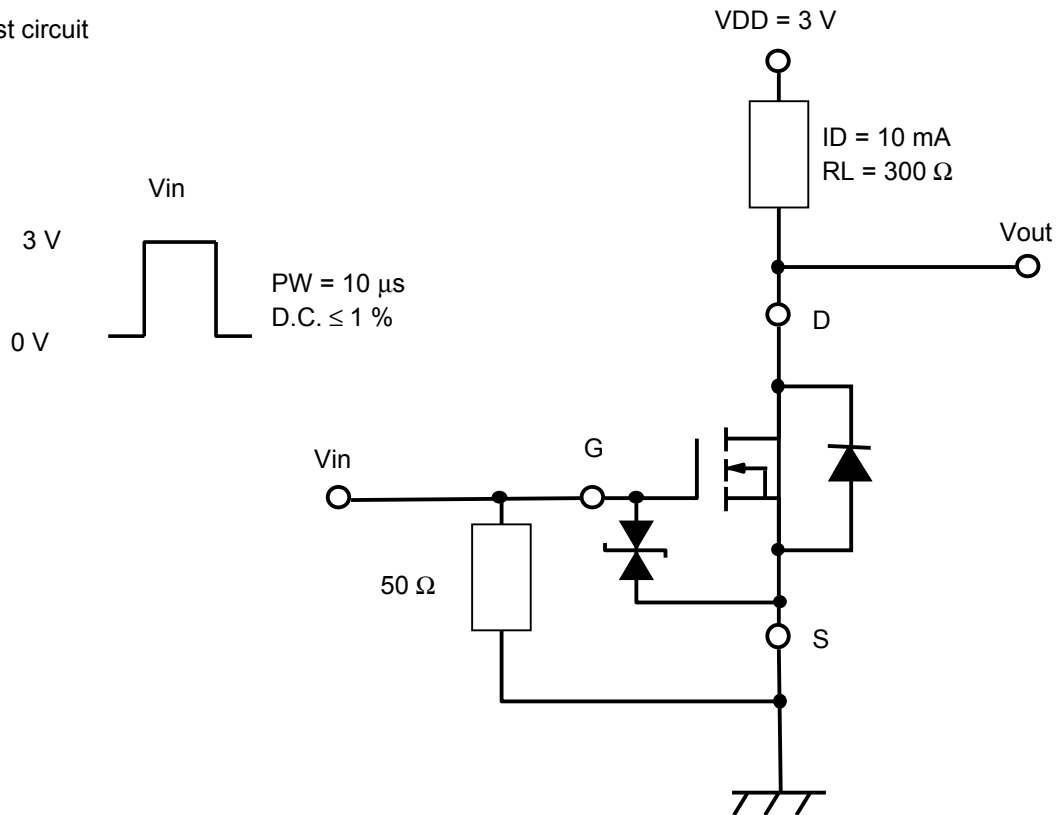 st circuit
VDD = 3 V
ID = 10 mA
RL = 300 Ω
Vin
3 V
Vout
PW = 10 μs
D.C. ≤ 1 %
0 V
D
G
Vin
50 Ω
S